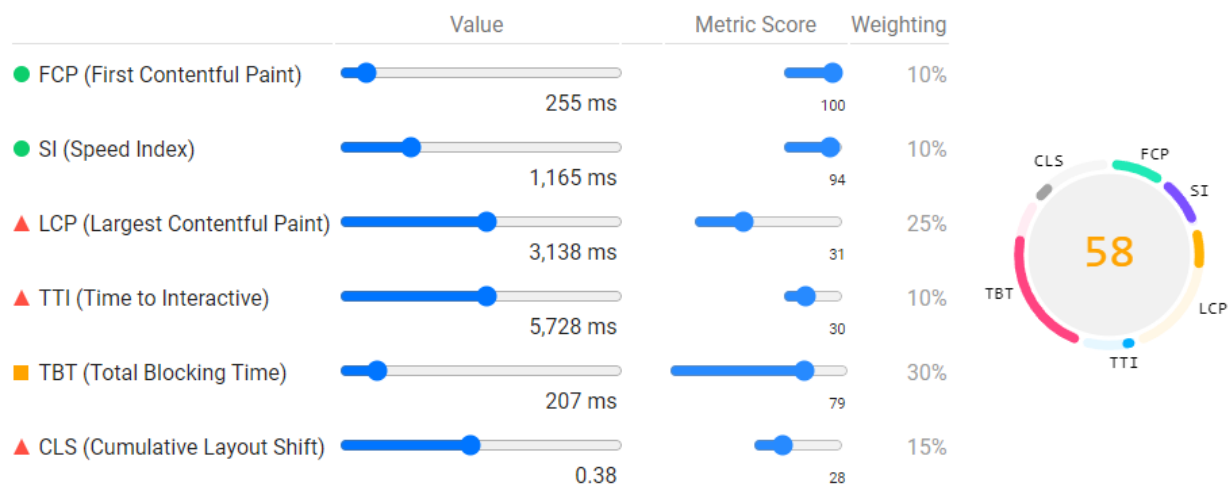 Value Metric Score Weighting
FCP (First Contentful Paint) 10%
255 ms 100
SI (Speed Index) 10%
1,165 ms 94
LCP (Largest Contentful Paint) 25%
3,138 ms 31
TTI (Time to Interactive) 10%
5,728 ms 30
TBT (Total Blocking Time) 30%
207 ms 79
CLS (Cumulative Layout Shift) 15%
0.38 28
CLS FCP
SI
58
TBT LCP
TTI